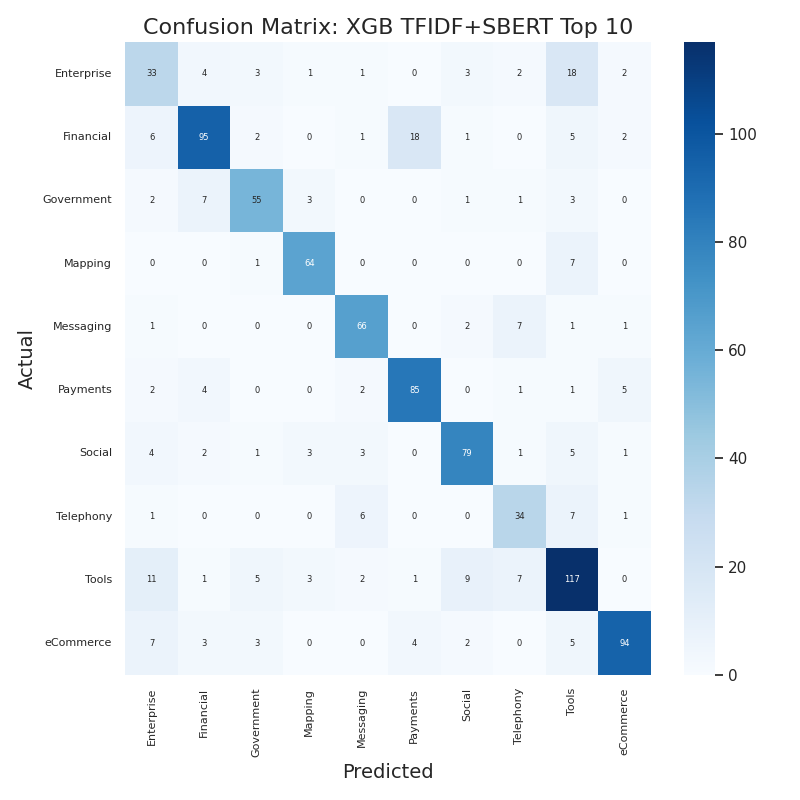 Confusion Matrix: XGB TFIDF+SBERT Top 10
Enterprise 33 4 3 1 1 0 3 2 18 2
Financial 6 95 2 0 1 18 1 0 5 2
Government 2 7 55 3 0 0 1 1 3 0
Mapping 0 0 1 64 0 0 0 0 7 0
Messaging 1 0 0 0 66 0 2 7 1 1
Payments 2 4 0 0 2 85 0 1 1 5
Social 4 2 1 3 3 0 79 1 5 1
Telephony 1 0 0 0 6 0 0 34 7 1
Tools 11 1 5 3 2 1 9 7 117 0
eCommerce 7 3 3 0 0 4 2 0 5 94
Actual
Enterprise Financial Government Mapping Messaging Payments Social Telephony Tools eCommerce
Predicted
100
80
60
40
20
0